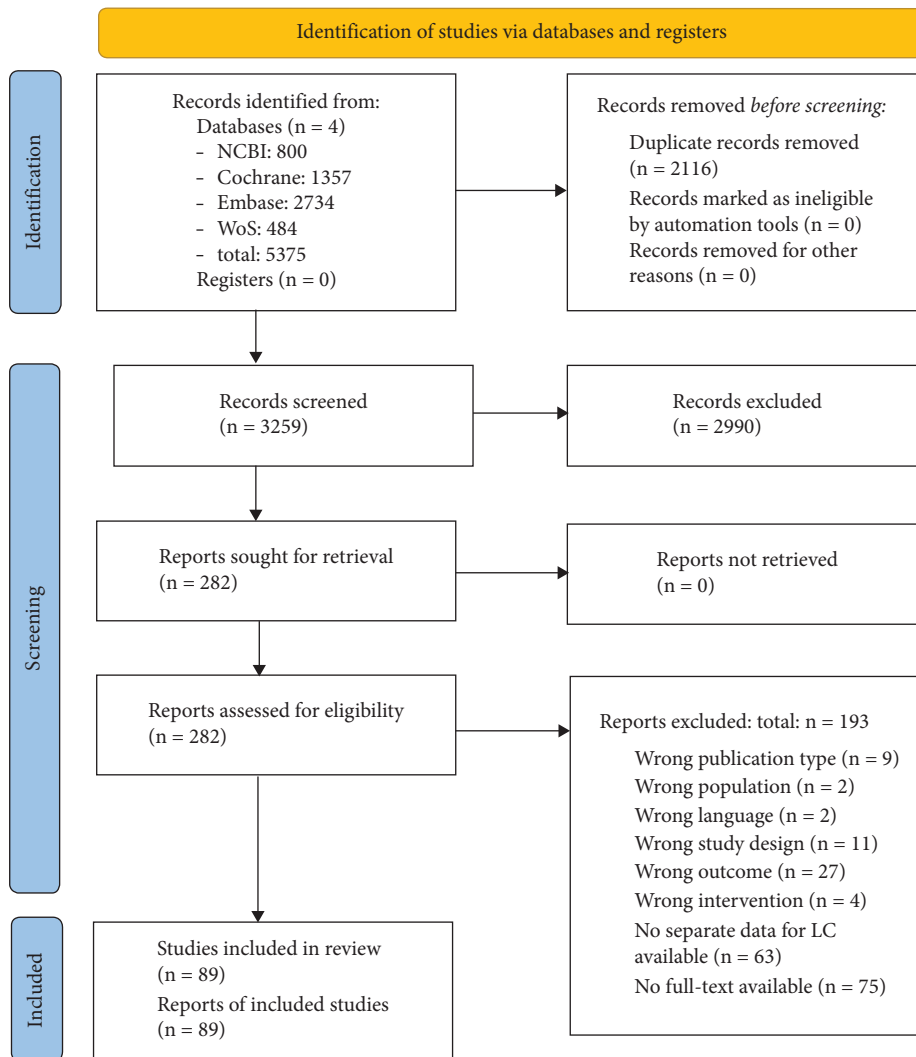 Identification of studies via databases and registers
Identification
Records identified from:
Databases (n = 4)
- NCBI: 800
- Cochrane: 1357
- Embase: 2734
- WoS: 484
- total: 5375
Registers (n = 0)
Records removed before screening:
Duplicate records removed
(n = 2116)
Records marked as ineligible
by automation tools (n = 0)
Records removed for other
reasons (n = 0)
Screening
Records screened
(n = 3259)
Records excluded
(n = 2990)
Reports sought for retrieval
(n = 282)
Reports not retrieved
(n = 0)
Reports assessed for eligibility
(n = 282)
Reports excluded: total: n = 193
Wrong publication type (n = 9)
Wrong population (n = 2)
Wrong language (n = 2)
Wrong study design (n = 11)
Wrong outcome (n = 27)
Wrong intervention (n = 4)
No separate data for LC
available (n = 63)
No full-text available (n = 75)
Included
Studies included in review
(n = 89)
Reports of included studies
(n = 89)